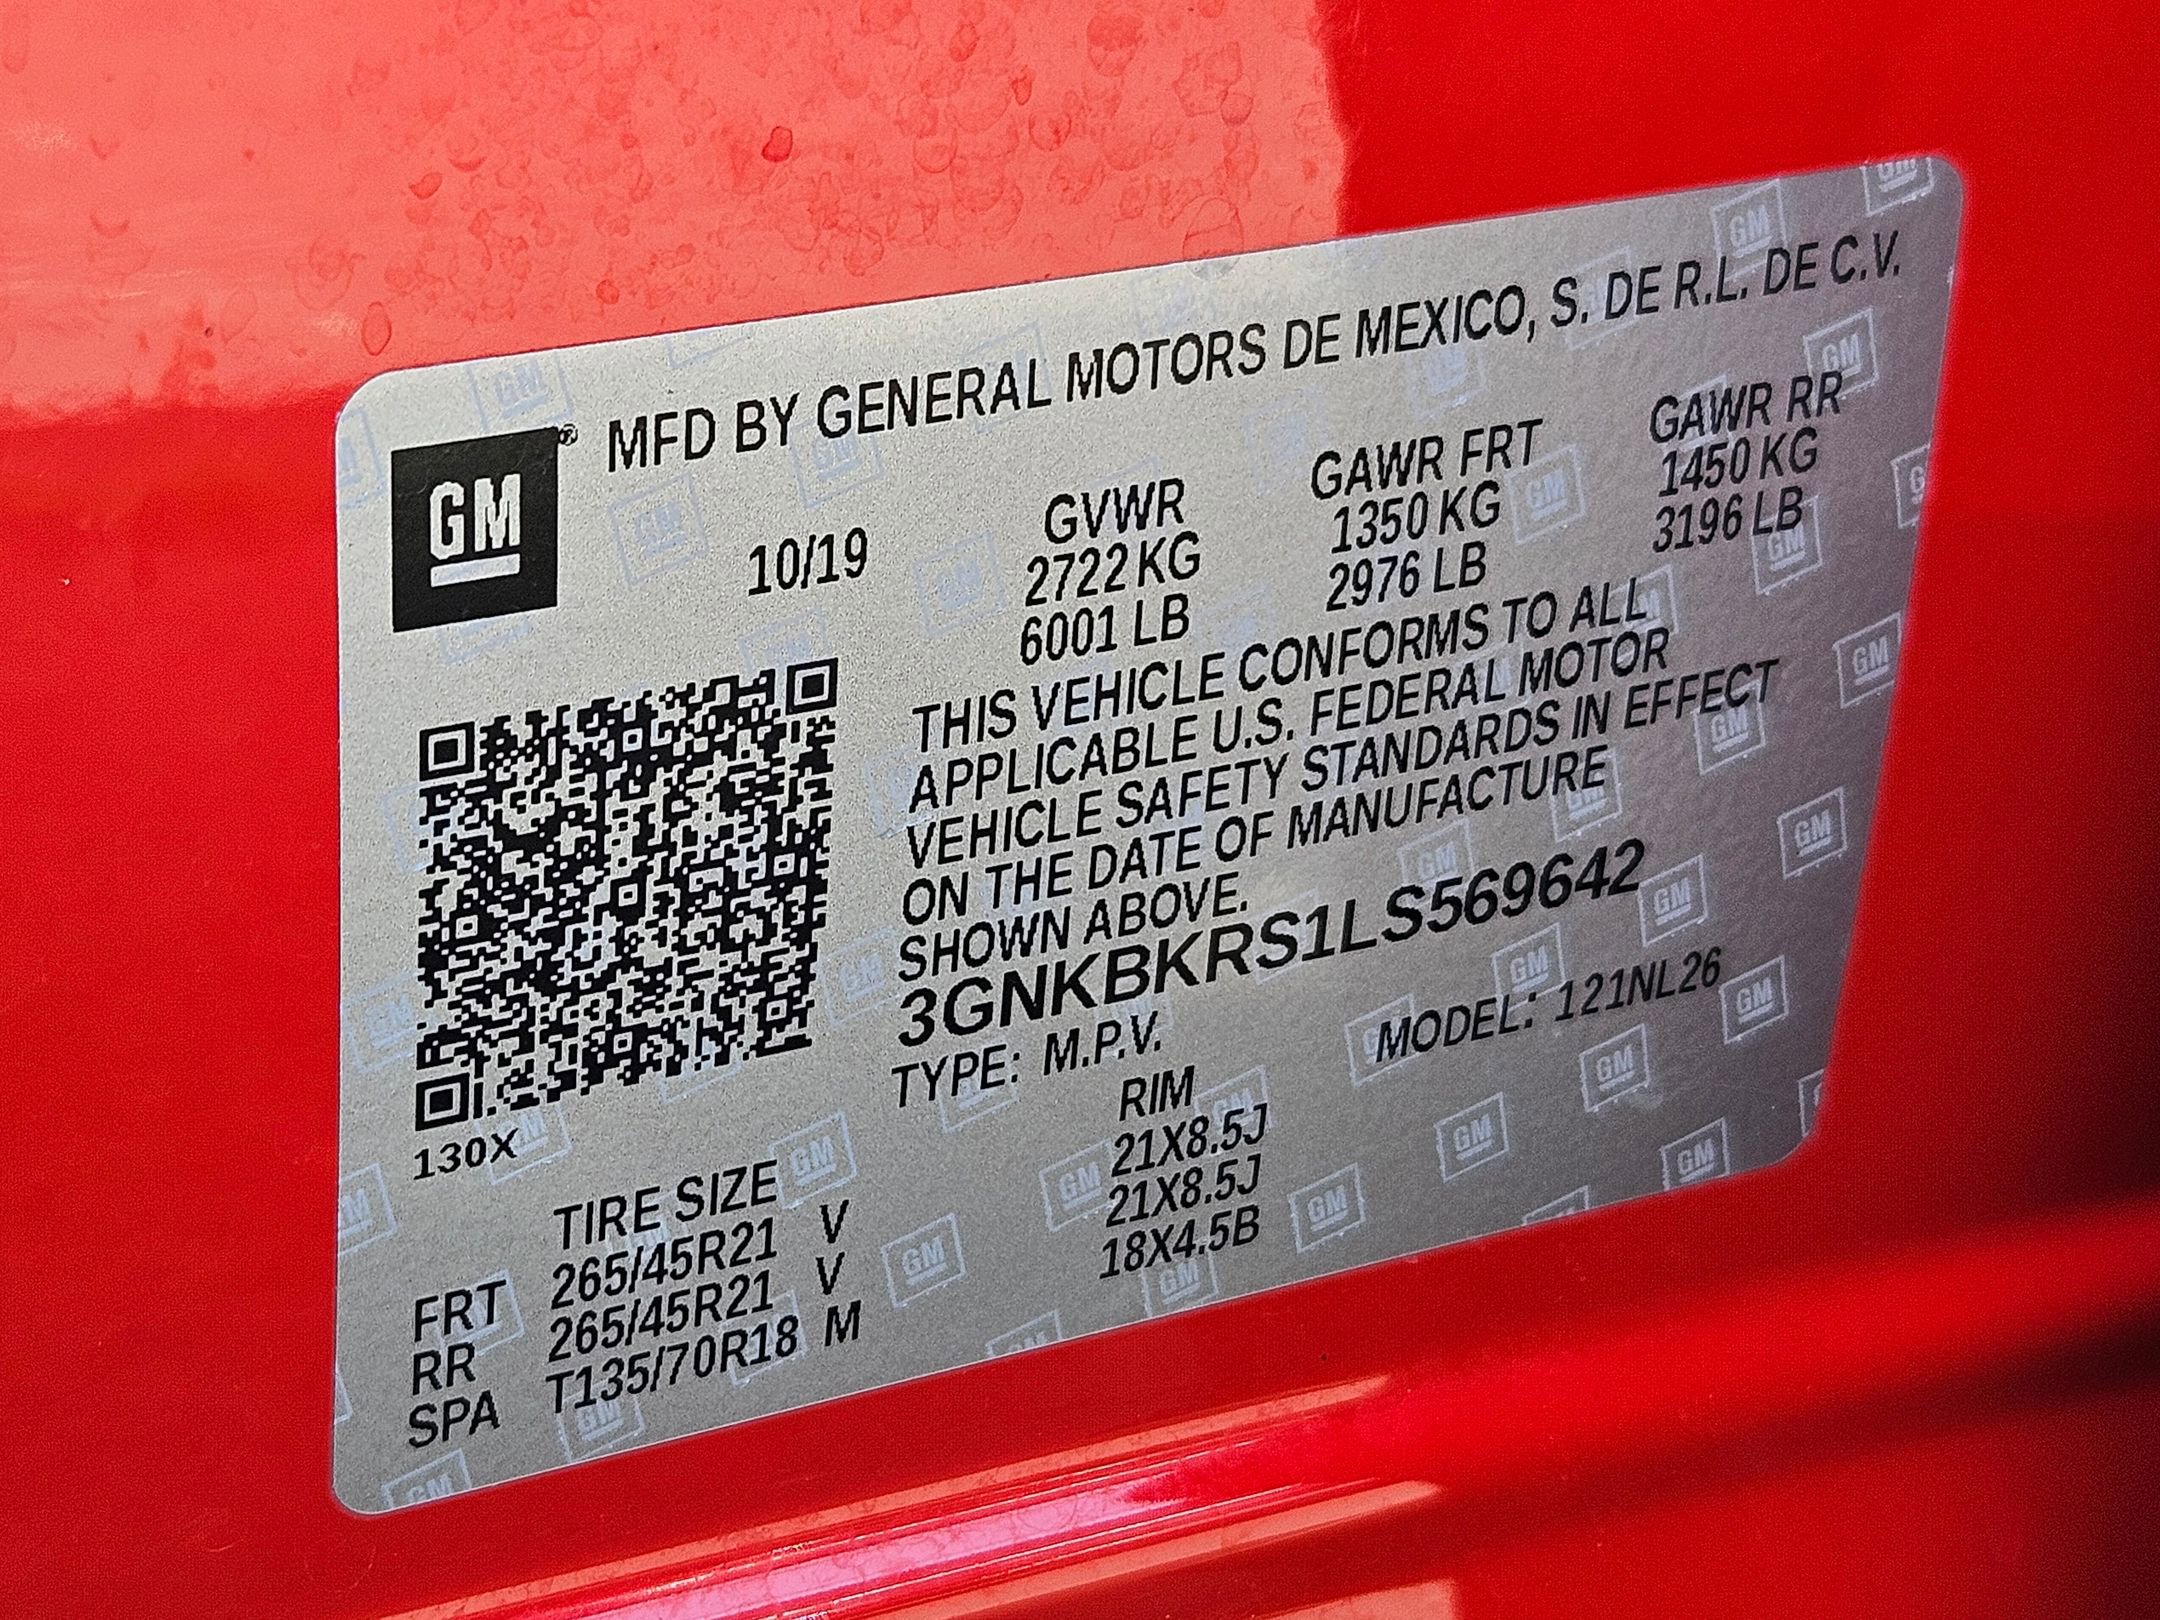 MFD BY GENERAL MOTORS DE MEXICO, S. DE R.L. DE C.V.
GM®
10/19
GVWR GAWR FRT GAWR RR
2722 KG 1350 KG 1450 KG
6001 LB 2976 LB 3196 LB
THIS VEHICLE CONFORMS TO ALL
APPLICABLE U.S. FEDERAL MOTOR
VEHICLE SAFETY STANDARDS IN EFFECT
ON THE DATE OF MANUFACTURE
SHOWN ABOVE.
3GNKBKRS1LS569642
TYPE: M.P.V. MODEL: 121NL26
130X
TIRE SIZE RIM
FRT 265/45R21 V 21X8.5J
RR 265/45R21 V 21X8.5J
SPA T135/70R18 M 18X4.5B